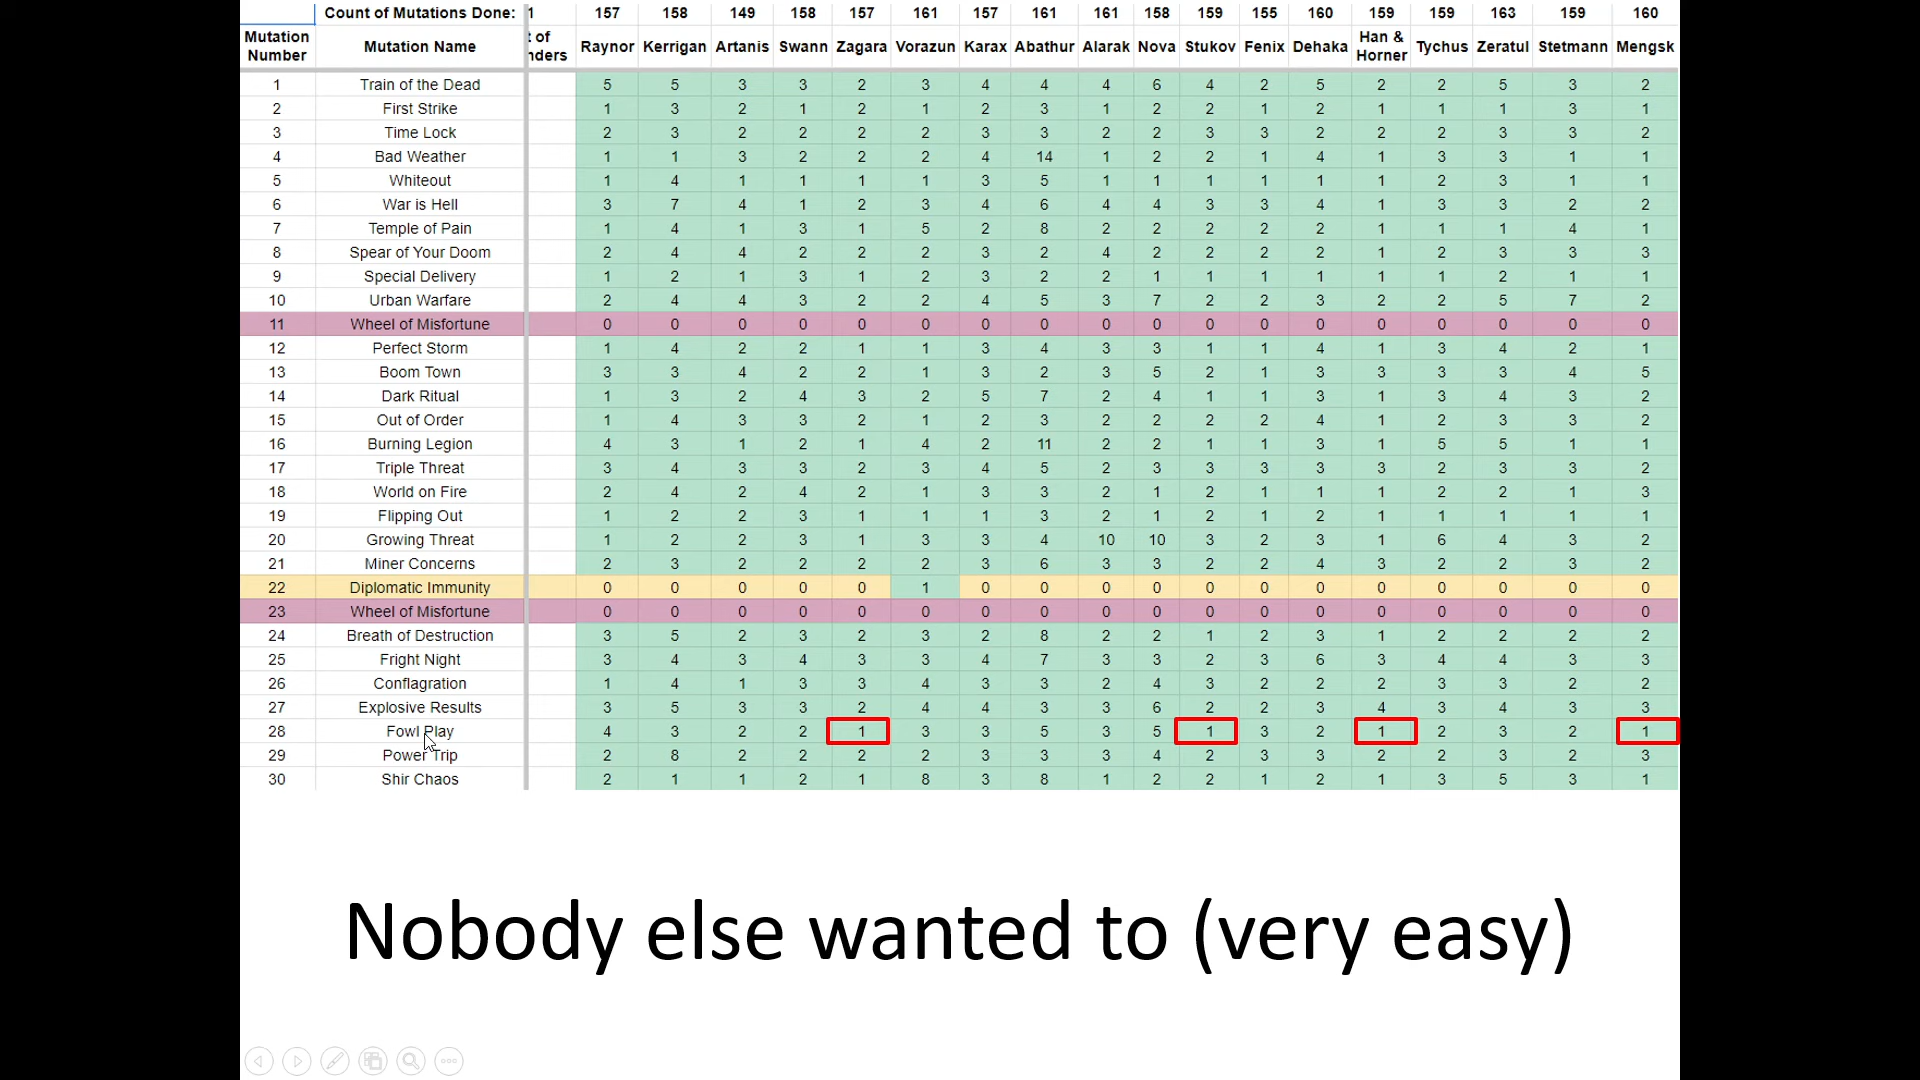 Count of Mutations Done: 1 157 158 149 158 157 161 157 161 161 158 159 155 160 159 159 163 159 160
Mutation Number Mutation Name t of nders Raynor Kerrigan Artanis Swann Zagara Vorazun Karax Abathur Alarak Nova Stukov Fenix Dehaka Han & Horner Tychus Zeratul Stetmann Mengsk
1 Train of the Dead 5 5 3 3 2 3 4 4 4 6 4 2 5 2 2 5 3 2
2 First Strike 1 3 2 1 2 1 2 3 1 2 2 1 2 1 1 1 3 1
3 Time Lock 2 3 2 2 2 2 3 3 2 2 3 3 2 2 2 3 3 2
4 Bad Weather 1 1 3 2 2 2 4 14 1 2 2 1 4 1 3 3 1 1
5 Whiteout 1 4 1 1 1 1 3 5 1 1 1 1 1 1 2 3 1 1
6 War is Hell 3 7 4 1 2 3 4 6 4 4 3 3 4 1 3 3 2 2
7 Temple of Pain 1 4 1 3 1 5 2 8 2 2 2 2 2 1 1 1 4 1
8 Spear of Your Doom 2 4 4 2 2 2 3 2 4 2 2 2 2 1 2 3 3 3
9 Special Delivery 1 2 1 3 1 2 3 2 2 1 1 1 1 1 1 2 1 1
10 Urban Warfare 2 4 4 3 2 2 4 5 3 7 2 2 3 2 2 5 7 2
11 Wheel of Misfortune 0 0 0 0 0 0 0 0 0 0 0 0 0 0 0 0 0 0
12 Perfect Storm 1 4 2 2 1 1 3 4 3 3 1 1 4 1 3 4 2 1
13 Boom Town 3 3 4 2 2 1 3 2 3 5 2 1 3 3 3 3 4 5
14 Dark Ritual 1 3 2 4 3 2 5 7 2 4 1 1 3 1 3 4 3 2
15 Out of Order 1 4 3 3 2 1 2 3 2 2 2 2 4 1 2 3 3 2
16 Burning Legion 4 3 1 2 1 4 2 11 2 2 1 1 3 1 5 5 1 1
17 Triple Threat 3 4 3 3 2 3 4 5 2 3 3 3 3 3 2 3 3 2
18 World on Fire 2 4 2 4 2 1 3 3 2 1 2 1 1 1 2 2 1 3
19 Flipping Out 1 2 2 3 1 1 1 3 2 1 2 1 2 1 1 1 1 1
20 Growing Threat 1 2 2 3 1 3 3 4 10 10 3 2 3 1 6 4 3 2
21 Miner Concerns 2 3 2 2 2 2 3 6 3 3 2 2 4 3 2 2 3 2
22 Diplomatic Immunity 0 0 0 0 0 1 0 0 0 0 0 0 0 0 0 0 0 0
23 Wheel of Misfortune 0 0 0 0 0 0 0 0 0 0 0 0 0 0 0 0 0 0
24 Breath of Destruction 3 5 2 3 2 3 2 8 2 2 1 2 3 1 2 2 2 2
25 Fright Night 3 4 3 4 3 3 4 7 3 3 2 3 6 3 4 4 3 3
26 Conflagration 1 4 1 3 3 4 3 3 2 4 3 2 2 2 3 3 2 2
27 Explosive Results 3 5 3 3 2 4 4 3 3 6 2 2 3 4 3 4 3 3
28 Fowl Play 4 3 2 2 1 3 3 5 3 5 1 3 2 1 2 3 2 1
29 Power Trip 2 8 2 2 2 2 3 3 3 4 2 3 3 2 2 3 2 3
30 Shir Chaos 2 1 1 2 1 8 3 8 1 2 2 1 2 1 3 5 3 1
Nobody else wanted to (very easy)